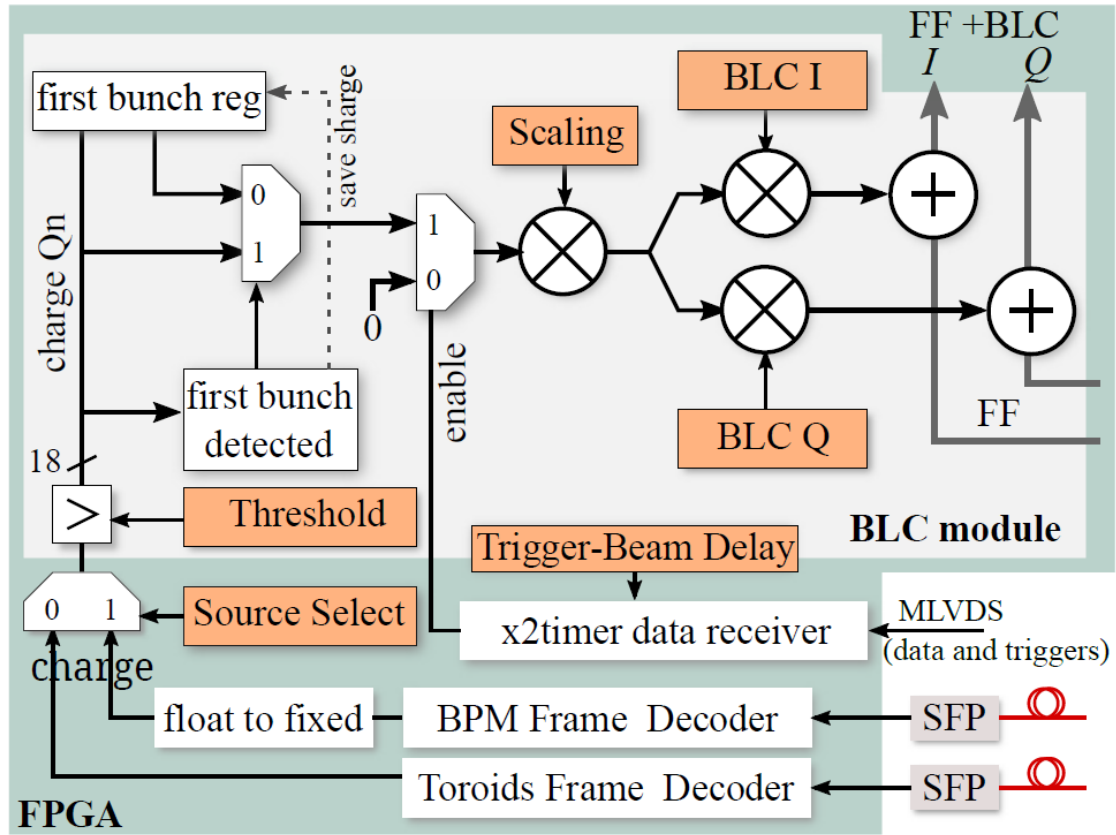 FF +BLC
I Q
first bunch reg
save sharge
BLC I
Scaling
0
1
1
0
0
charge Qn
enable
first bunch
detected
BLC Q
FF
18
>
Threshold
BLC module
Trigger-Beam Delay
0 1
Source Select
x2timer data receiver
MLVDS
(data and triggers)
charge
float to fixed
BPM Frame Decoder
SFP
Toroids Frame Decoder
SFP
FPGA